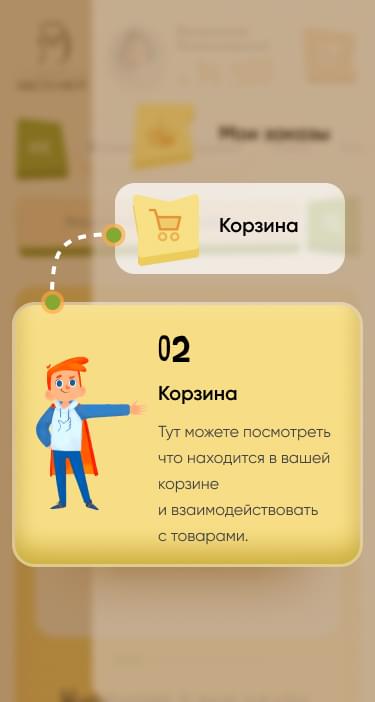 Мои заказы
Корзина
02
Корзина
Тут можете посмотреть
что находится в вашей
корзине
и взаимодействовать
с товарами.